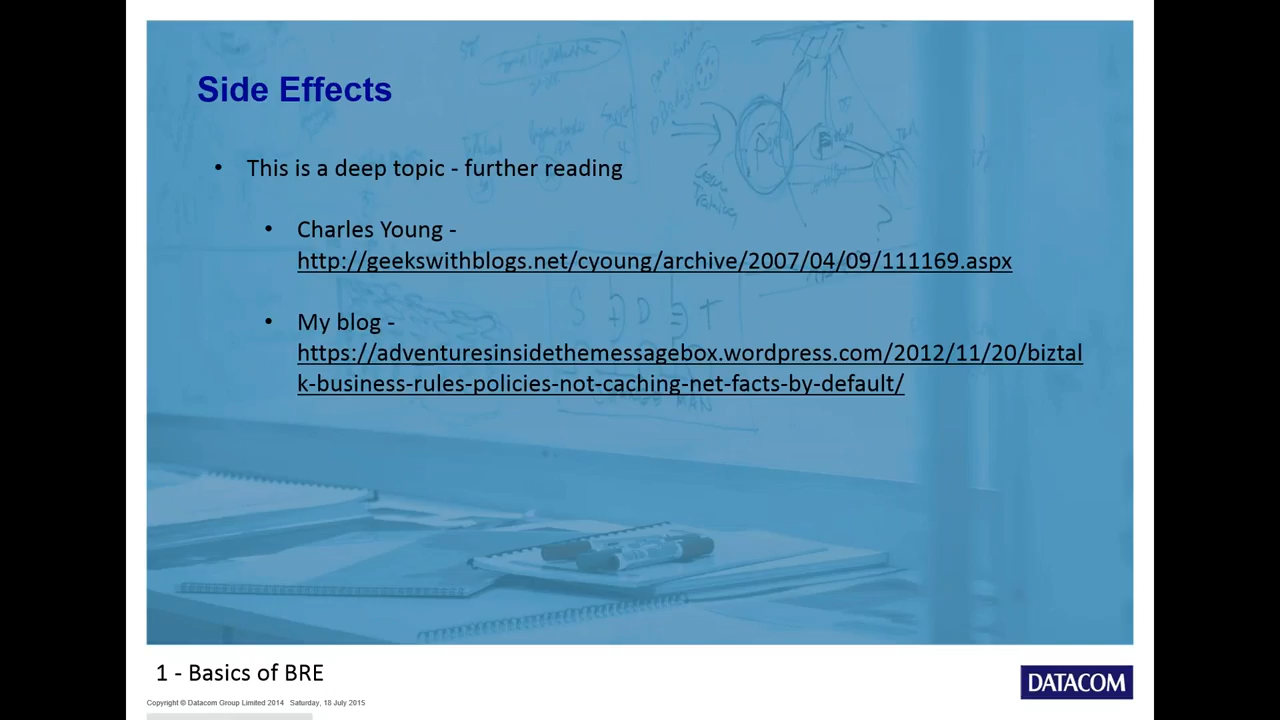 Side Effects
• This is a deep topic - further reading
• Charles Young -
http://geekswithblogs.net/cyoung/archive/2007/04/09/111169.aspx
• My blog -
https://adventuresinsidethemessagebox.wordpress.com/2012/11/20/biztal
k-business-rules-policies-not-caching-net-facts-by-default/
1 - Basics of BRE
DATACOM
Copyright © Datacom Group Limited 2014 Saturday, 18 July 2015